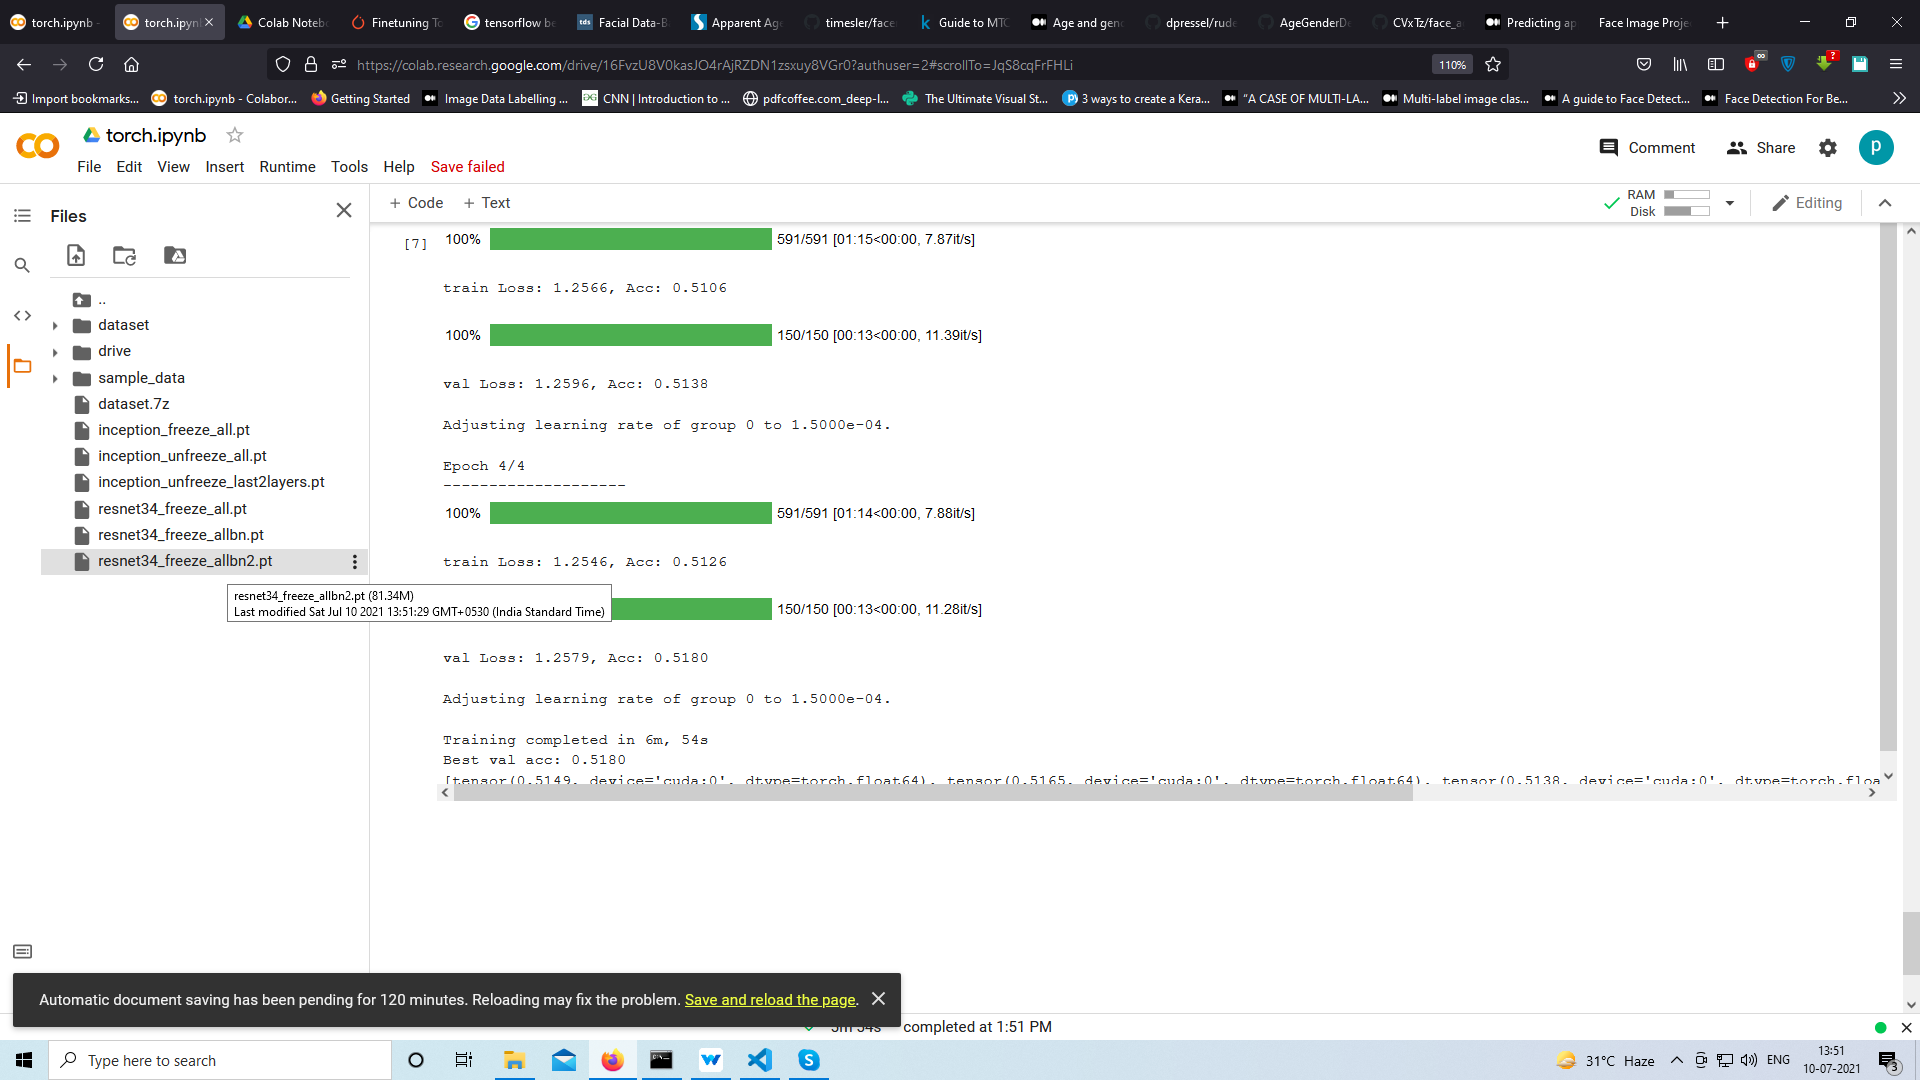 torch.ipynb -
torch.ipynl
Colab Noteb
Finetuning To
tensorflow be
Facial Data-B
Apparent Age
timesler/face
Guide to MTC
Age and gend
dpressel/rude
AgeGenderDe
CVxTz/face_a
Predicting ap
Face Image Proje
https://colab.research.google.com/drive/16FvzU8V0kasJO4rAjRZDN1zsxuy8VGr0?authuser=2#scrollTo=JqS8cqFrFHLi
110%
Import bookmarks...
torch.ipynb - Colabor...
Getting Started
Image Data Labelling ...
CNN | Introduction to ...
pdfcoffee.com_deep-l...
The Ultimate Visual St...
3 ways to create a Kera...
"A CASE OF MULTI-LA...
Multi-label image clas...
A guide to Face Detect...
Face Detection For Be...
torch.ipynb
File Edit View Insert Runtime Tools Help Save failed
Comment
Share
p
Files
+ Code + Text
RAM
Disk
Editing
..
dataset
drive
sample_data
dataset.7z
inception_freeze_all.pt
inception_unfreeze_all.pt
inception_unfreeze_last2layers.pt
resnet34_freeze_all.pt
resnet34_freeze_allbn.pt
resnet34_freeze_allbn2.pt
resnet34_freeze_allbn2.pt (81.34M)
Last modified Sat Jul 10 2021 13:51:29 GMT+0530 (India Standard Time)
[7]
100% 591/591 [01:15<00:00, 7.87it/s]
train Loss: 1.2566, Acc: 0.5106
100% 150/150 [00:13<00:00, 11.39it/s]
val Loss: 1.2596, Acc: 0.5138
Adjusting learning rate of group 0 to 1.5000e-04.
Epoch 4/4
--------------------
100% 591/591 [01:14<00:00, 7.88it/s]
train Loss: 1.2546, Acc: 0.5126
150/150 [00:13<00:00, 11.28it/s]
val Loss: 1.2579, Acc: 0.5180
Adjusting learning rate of group 0 to 1.5000e-04.
Training completed in 6m, 54s
Best val acc: 0.5180
[tensor(0.5149, device='cuda:0', dtype=torch.float64), tensor(0.5165, device='cuda:0', dtype=torch.float64), tensor(0.5138, device='cuda:0', dtype=torch.floa
Automatic document saving has been pending for 120 minutes. Reloading may fix the problem. Save and reload the page.
completed at 1:51 PM
Type here to search
31°C Haze
ENG
13:51
10-07-2021
3